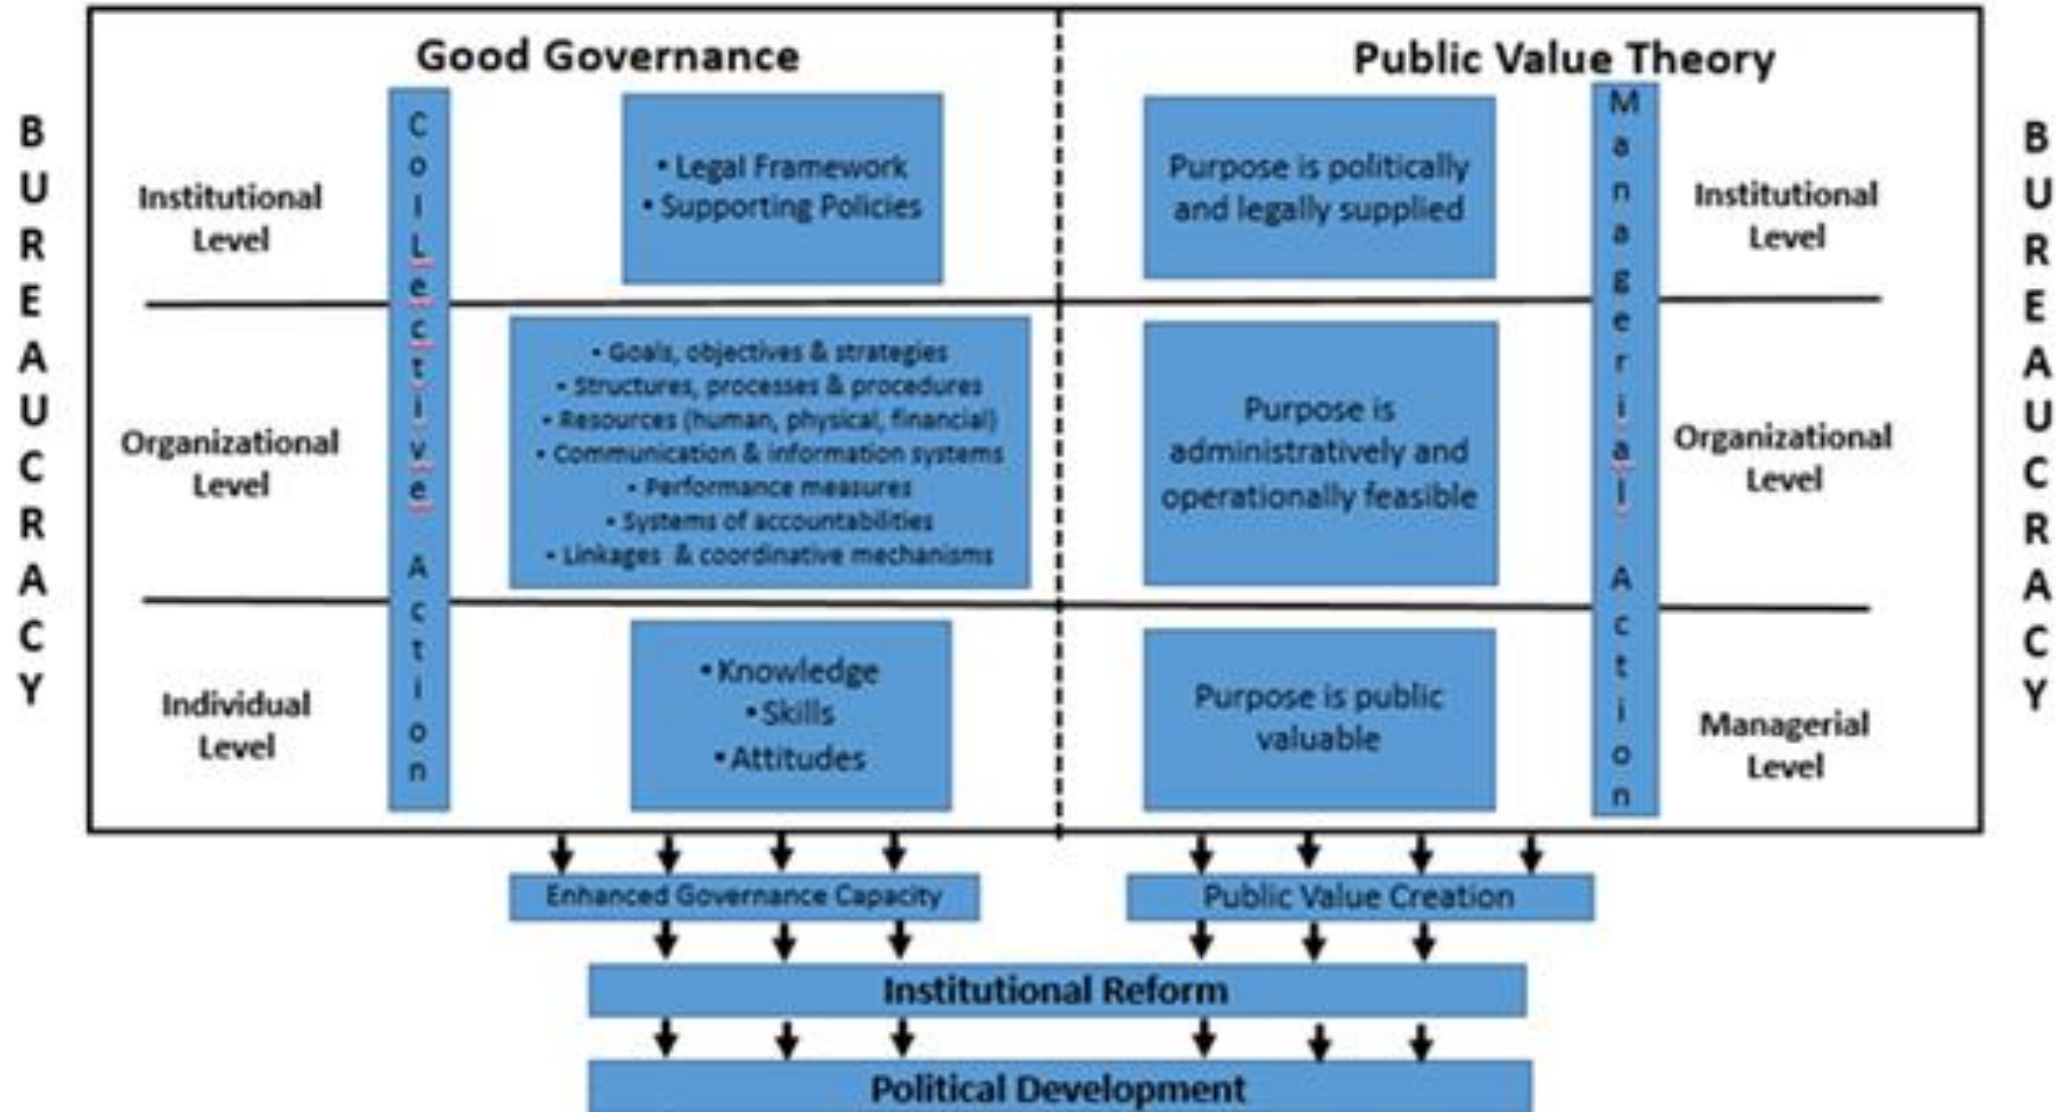 Good Governance
Public Value Theory
BUREAUCRACY
Institutional
Level
ColLective Action
• Legal Framework
• Supporting Policies
Purpose is politically
and legally supplied
Managerial Action
Institutional
Level
BUREAUCRACY
Organizational
Level
• Goals, objectives & strategies
• Structures, processes & procedures
• Resources (human, physical, financial)
• Communication & information systems
• Performance measures
• Systems of accountabilities
• Linkages & coordinative mechanisms
Purpose is
administratively and
operationally feasible
Organizational
Level
Individual
Level
• Knowledge
• Skills
• Attitudes
Purpose is public
valuable
Managerial
Level
Enhanced Governance Capacity
Public Value Creation
Institutional Reform
Political Development